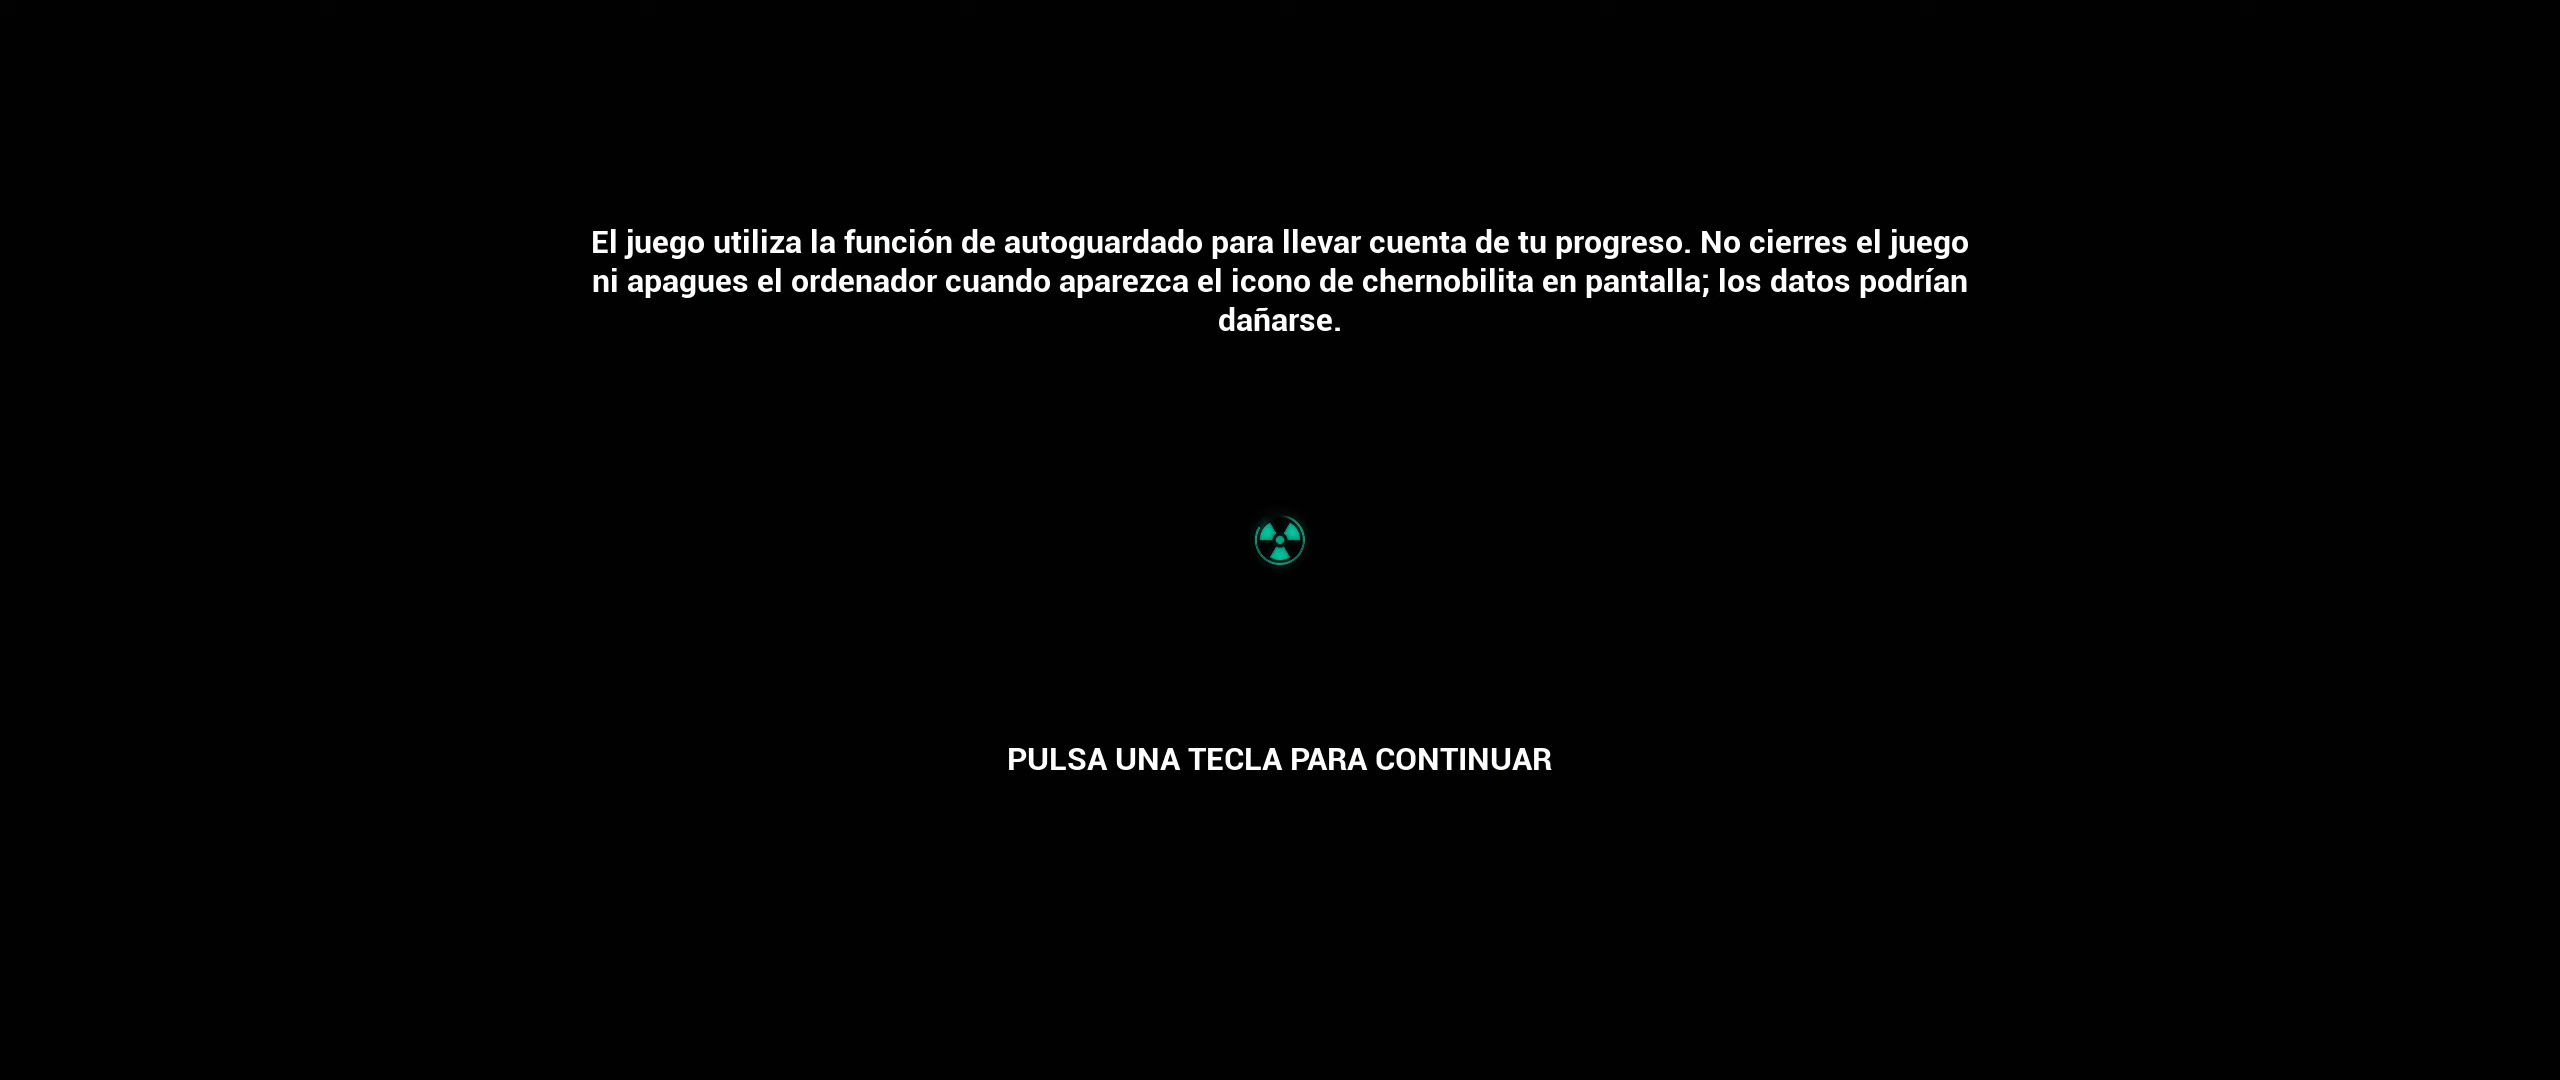 El juego utiliza la función de autoguardado para llevar cuenta de tu progreso. No cierres el juego
ni apagues el ordenador cuando aparezca el icono de chernobilita en pantalla; los datos podrían
dañarse.
PULSA UNA TECLA PARA CONTINUAR